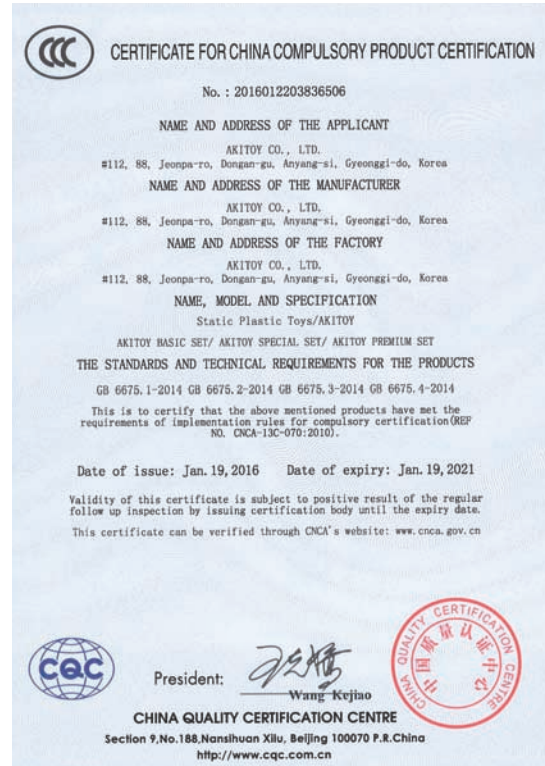 CCC
CERTIFICATE FOR CHINA COMPULSORY PRODUCT CERTIFICATION
No. : 2016012203836506
NAME AND ADDRESS OF THE APPLICANT
AKITOY CO., LTD.
#112, 88, Jeonpa-ro, Dongan-gu, Anyang-si, Gyeonggi-do, Korea
NAME AND ADDRESS OF THE MANUFACTURER
AKITOY CO., LTD.
#112, 88, Jeonpa-ro, Dongan-gu, Anyang-si, Gyeonggi-do, Korea
NAME AND ADDRESS OF THE FACTORY
AKITOY CO., LTD.
#112, 88, Jeonpa-ro, Dongan-gu, Anyang-si, Gyeonggi-do, Korea
NAME, MODEL AND SPECIFICATION
Static Plastic Toys/AKITOY
AKITOY BASIC SET/ AKITOY SPECIAL SET/ AKITOY PREMIUM SET
THE STANDARDS AND TECHNICAL REQUIREMENTS FOR THE PRODUCTS
GB 6675.1-2014 GB 6675.2-2014 GB 6675.3-2014 GB 6675.4-2014
This is to certify that the above mentioned products have met the
requirements of implementation rules for compulsory certification(REF
NO. CNCA-13C-070:2010).
Date of issue: Jan. 19, 2016 Date of expiry: Jan. 19, 2021
Validity of this certificate is subject to positive result of the regular
follow up inspection by issuing certification body until the expiry date.
This certificate can be verified through CNCA's website: www.cnca.gov.cn
CHINA QUALITY CERTIFICATION CENTRE
中国质量认证中心
CQC
President:
Wang Kejiao
CHINA QUALITY CERTIFICATION CENTRE
Section 9,No.188,Nansihuan Xilu, Beijing 100070 P.R.China
http://www.cqc.com.cn